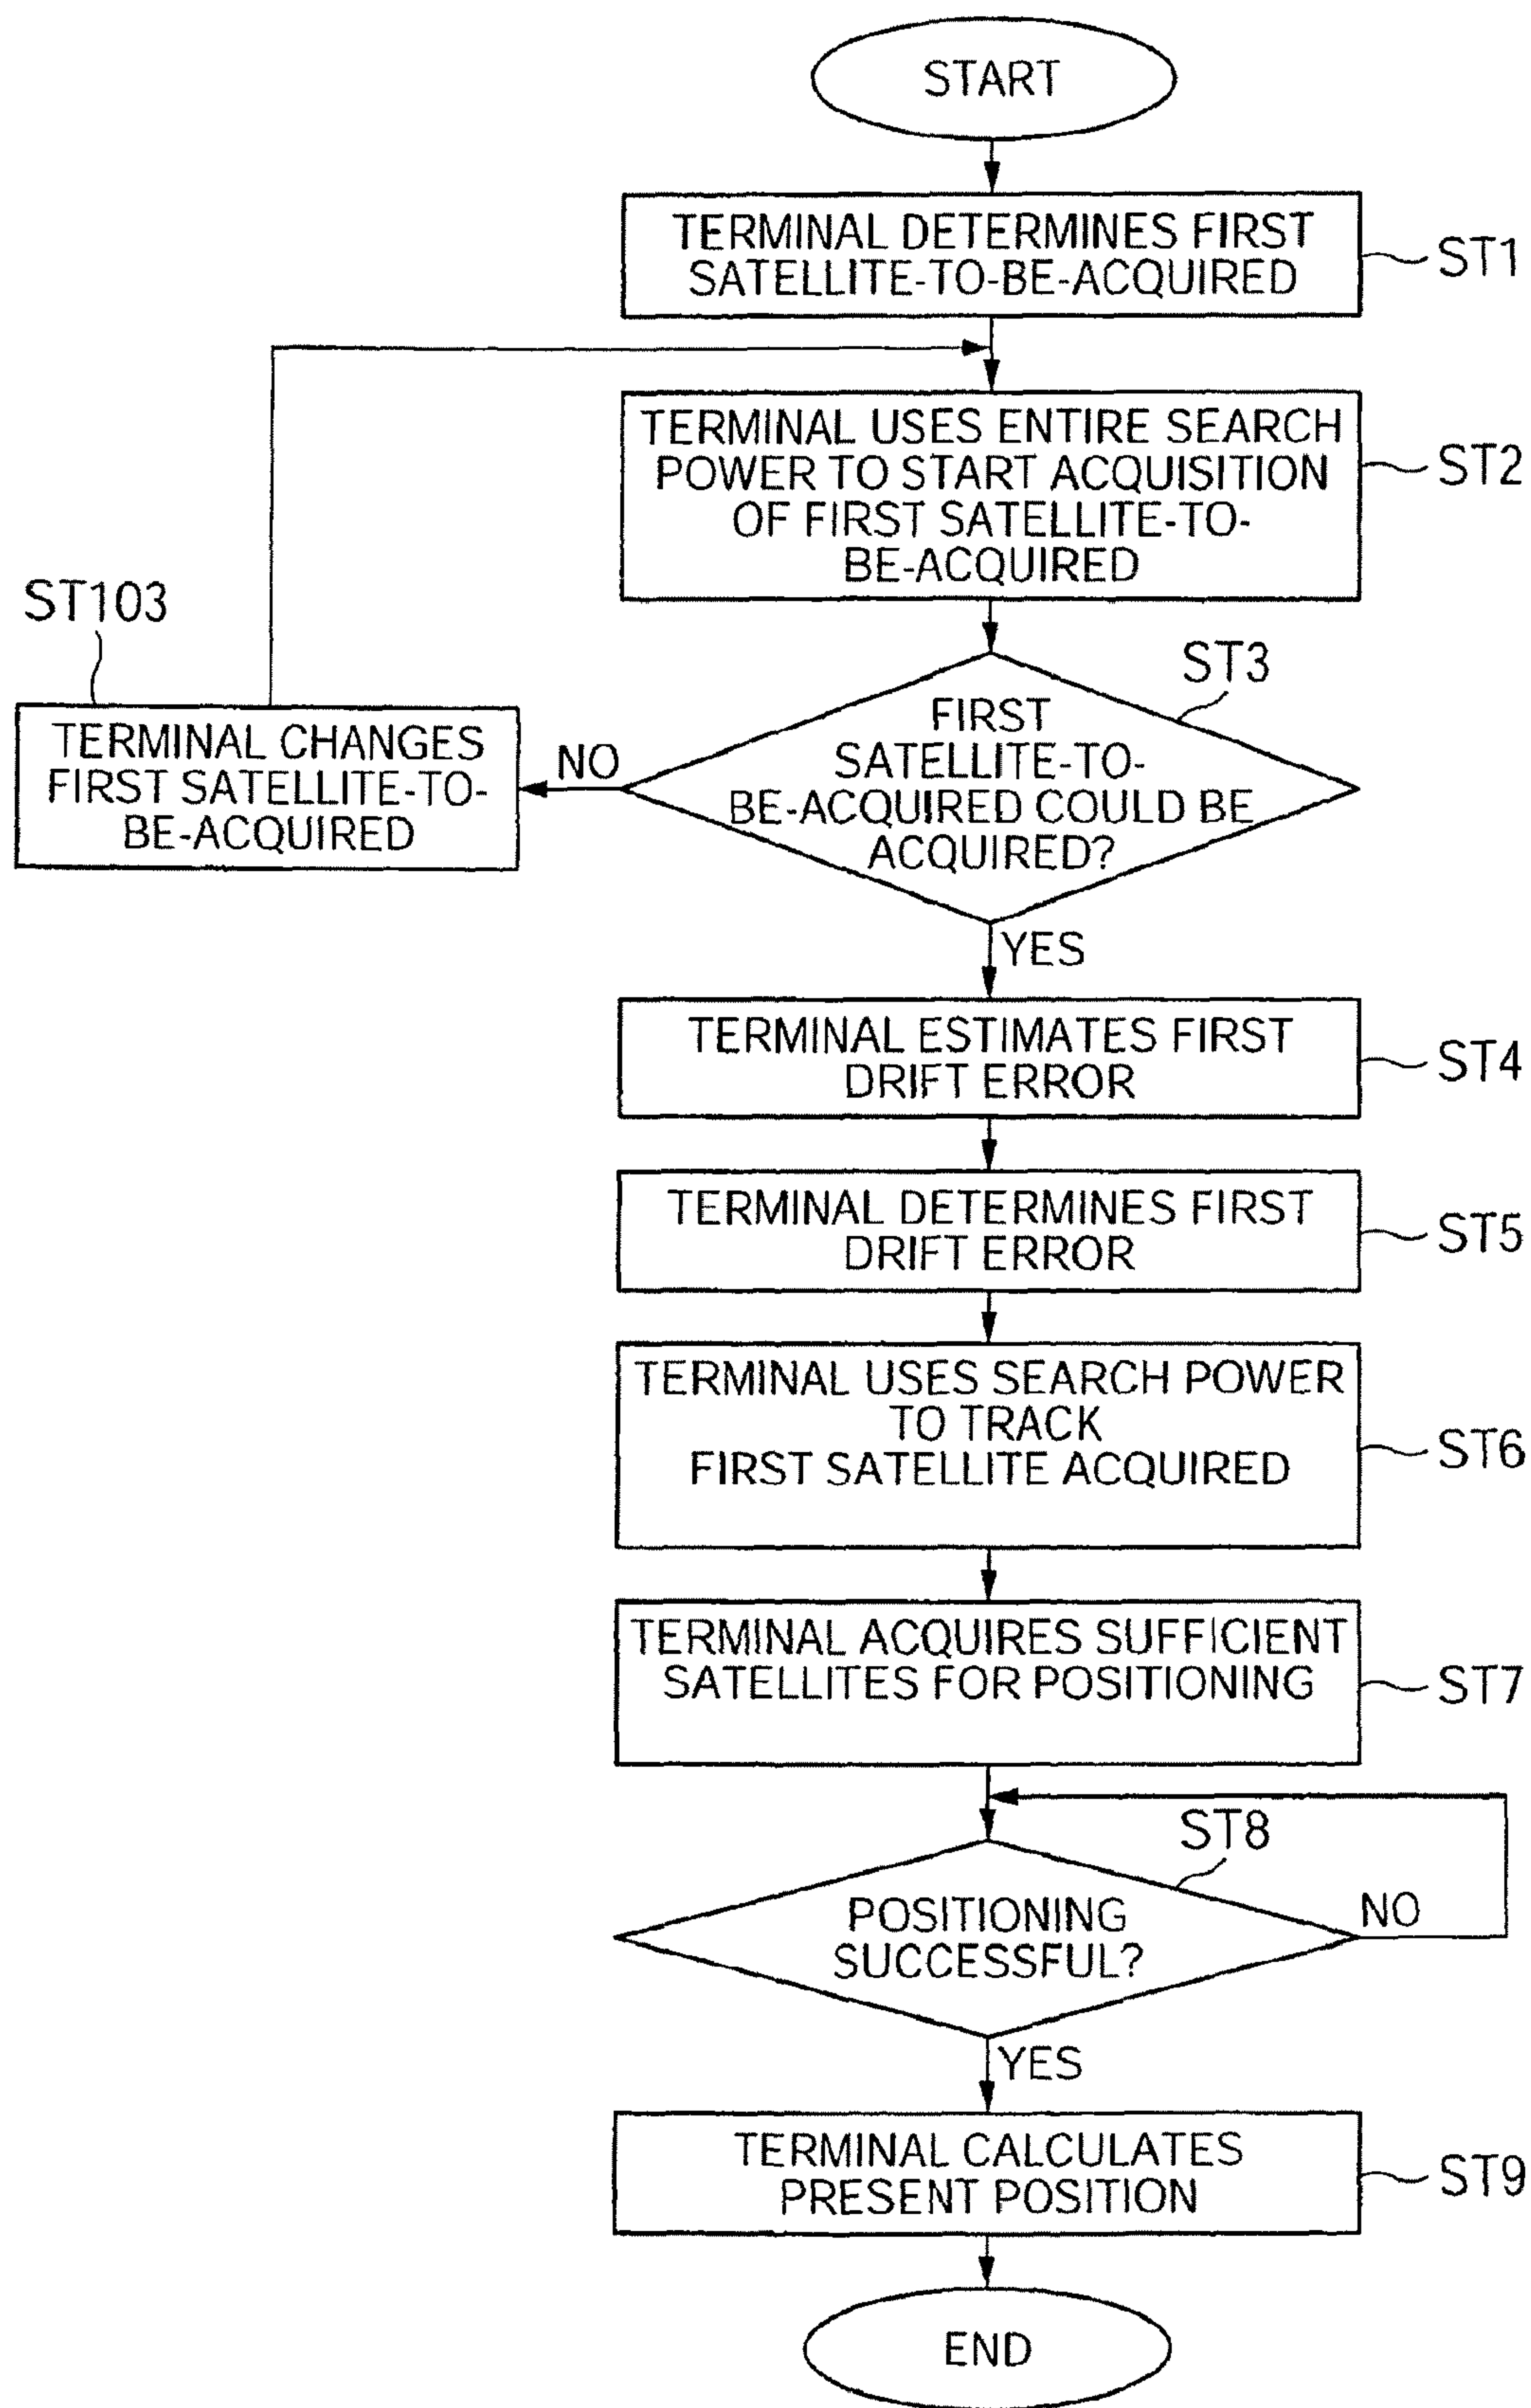 START
TERMINAL DETERMINES FIRST
SATELLITE-TO-BE-ACQUIRED
ST1
TERMINAL USES ENTIRE SEARCH
POWER TO START ACQUISITION
OF FIRST SATELLITE-TO-
BE-ACQUIRED
ST2
ST103
TERMINAL CHANGES
FIRST SATELLITE-TO-
BE-ACQUIRED
NO
ST3
FIRST
SATELLITE-TO-
BE-ACQUIRED COULD BE
ACQUIRED?
YES
TERMINAL ESTIMATES FIRST
DRIFT ERROR
ST4
TERMINAL DETERMINES FIRST
DRIFT ERROR
ST5
TERMINAL USES SEARCH POWER
TO TRACK
FIRST SATELLITE ACQUIRED
ST6
TERMINAL ACQUIRES SUFFICIENT
SATELLITES FOR POSITIONING
ST7
ST8
POSITIONING
SUCCESSFUL?
NO
YES
TERMINAL CALCULATES
PRESENT POSITION
ST9
END